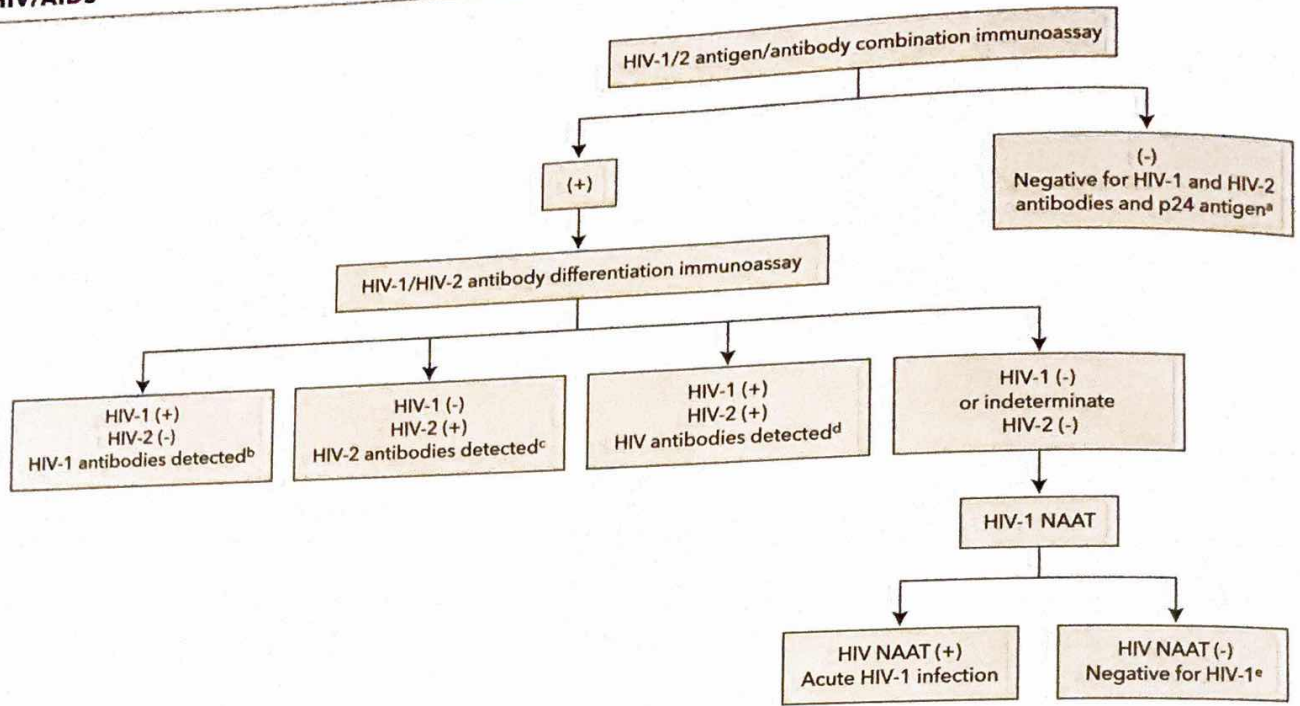 HIV/AIDS
HIV-1/2 antigen/antibody combination immunoassay
(+)
(-)
Negative for HIV-1 and HIV-2
antibodies and p24 antigenᵃ
HIV-1/HIV-2 antibody differentiation immunoassay
HIV-1 (+)
HIV-2 (-)
HIV-1 antibodies detectedᵇ
HIV-1 (-)
HIV-2 (+)
HIV-2 antibodies detectedᶜ
HIV-1 (+)
HIV-2 (+)
HIV antibodies detectedᵈ
HIV-1 (-)
or indeterminate
HIV-2 (-)
HIV-1 NAAT
HIV NAAT (+)
Acute HIV-1 infection
HIV NAAT (-)
Negative for HIV-1ᵉ